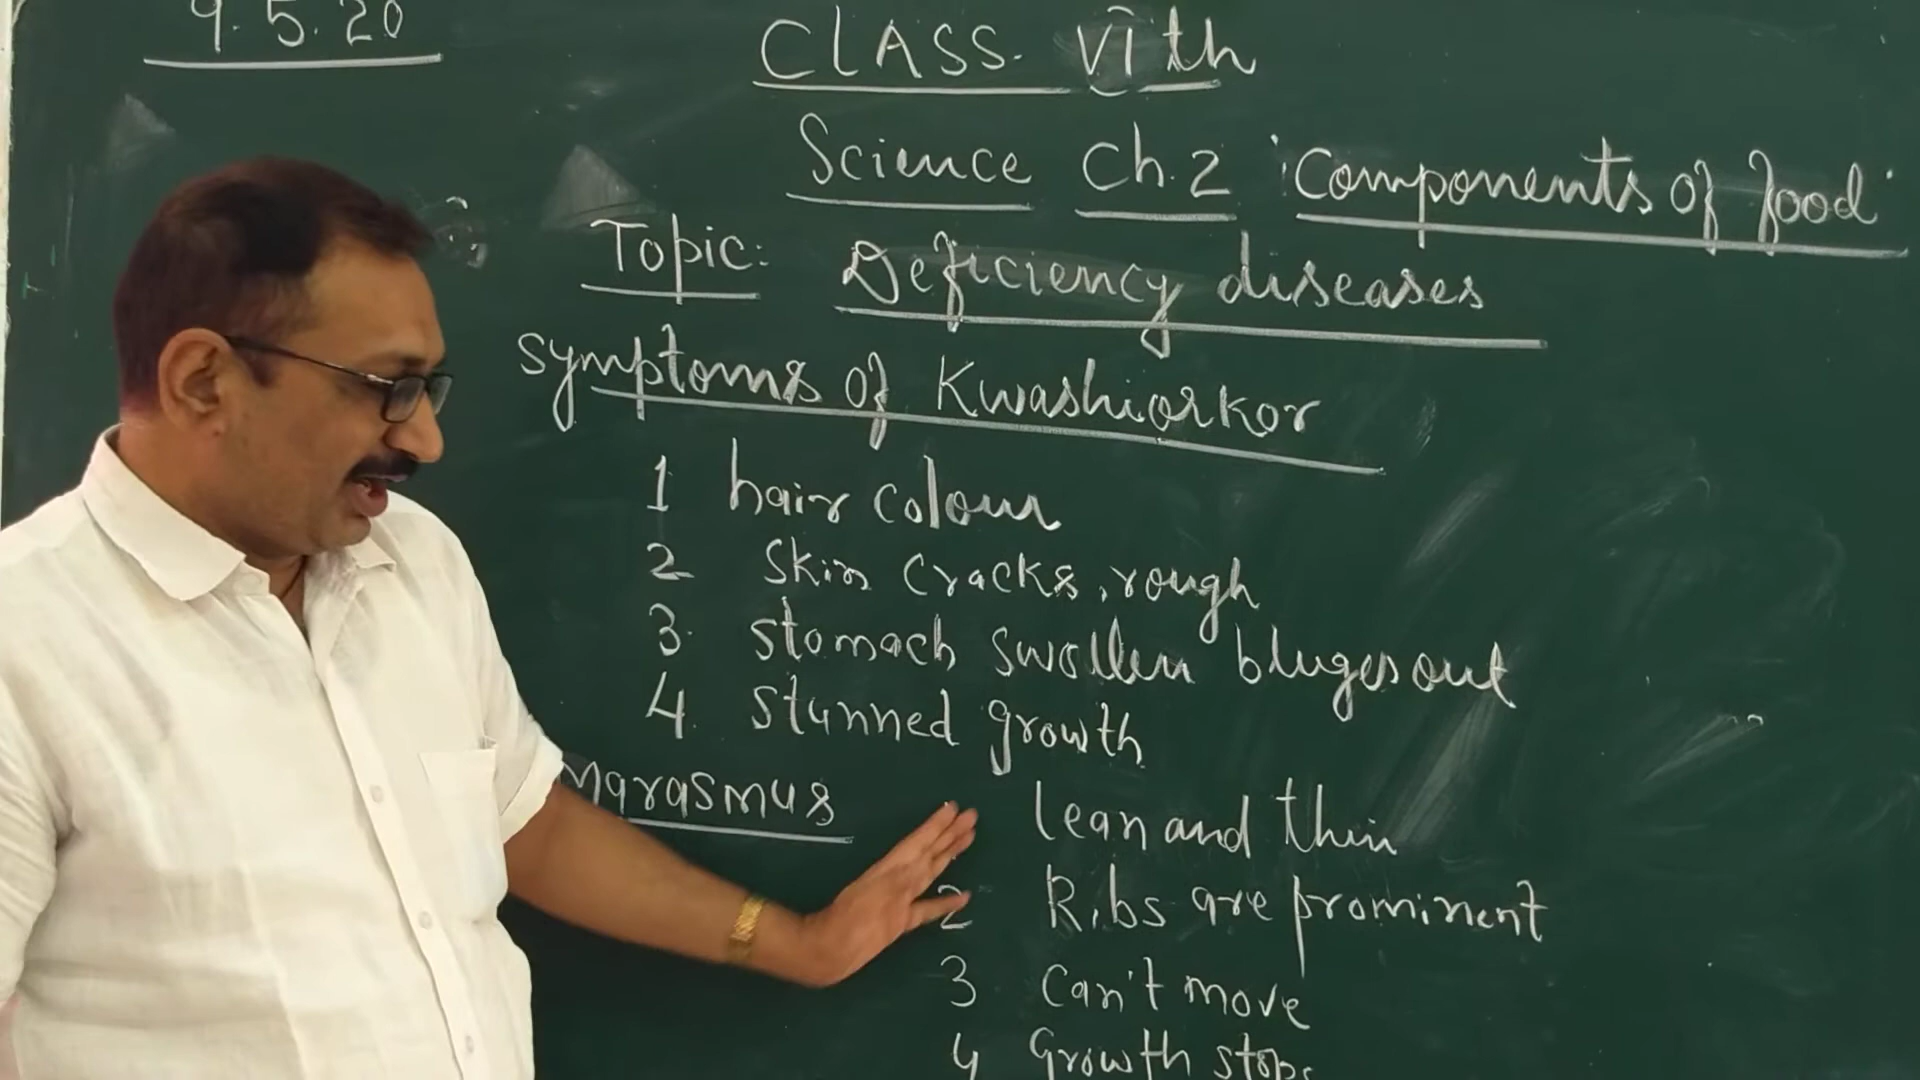 9.5.20
CLASS. VIth
Science Ch.2 'Components of food'
Topic: Deficiency diseases
Symptoms of Kwashiorkor
1 hair colour
2 Skin cracks, rough
3. Stomach swollen bluges out
4. Stunned growth
Marasmus lean and thin
2 Ribs are prominent
3 Can't move
4 Growth stops